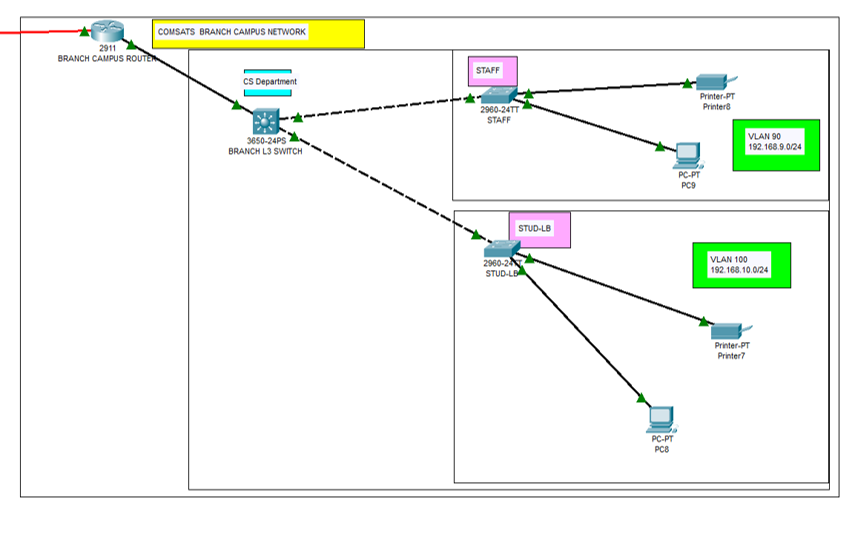 COMSATS BRANCH CAMPUS NETWORK
2911
BRANCH CAMPUS ROUTER
CS Department
3650-24PS
BRANCH L3 SWITCH
STAFF
2960-24TT
STAFF
Printer-PT
Printer8
VLAN 90
192.168.9.0/24
PC-PT
PC9
STUD-LB
2960-24TT
STUD-LB
VLAN 100
192.168.10.0/24
Printer-PT
Printer7
PC-PT
PC8